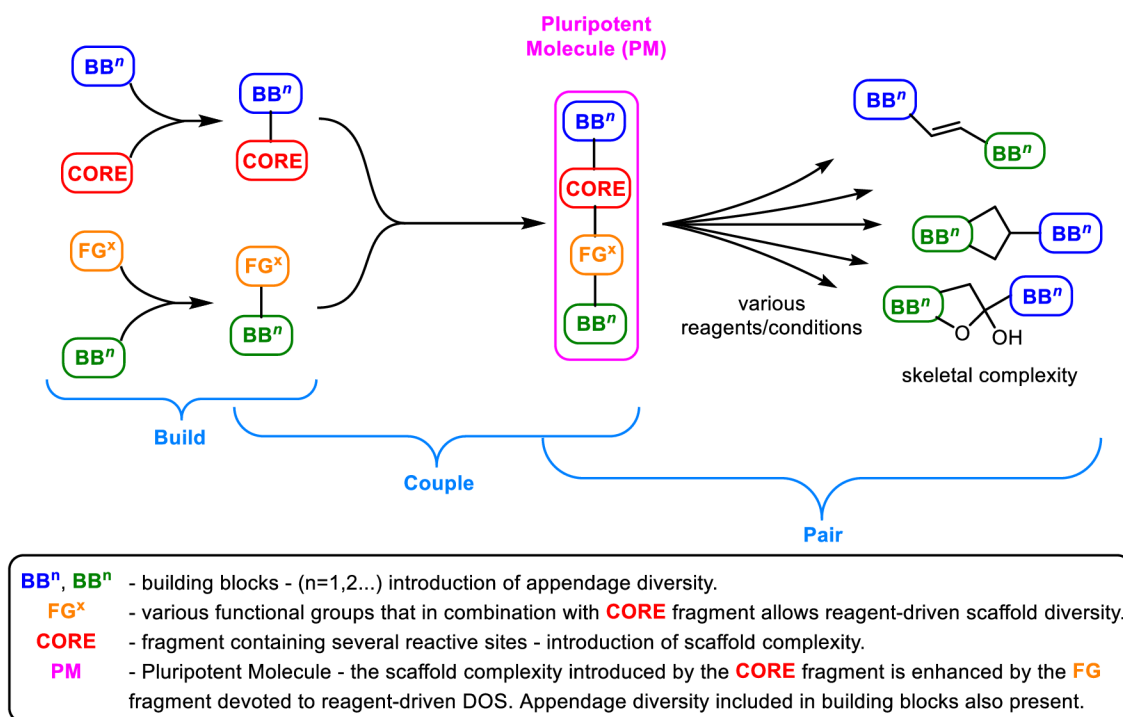 Pluripotent
Molecule (PM)
BBⁿ
CORE
BBⁿ
CORE
FGˣ
BBⁿ
FGˣ
BBⁿ
BBⁿ
CORE
FGˣ
BBⁿ
various
reagents/conditions
BBⁿ
BBⁿ
BBⁿ
BBⁿ
BBⁿ
BBⁿ
O
OH
skeletal complexity
Build
Couple
Pair
BBⁿ, BBⁿ - building blocks - (n=1,2...) introduction of appendage diversity.
FGˣ - various functional groups that in combination with CORE fragment allows reagent-driven scaffold diversity.
CORE - fragment containing several reactive sites - introduction of scaffold complexity.
PM - Pluripotent Molecule - the scaffold complexity introduced by the CORE fragment is enhanced by the FG
fragment devoted to reagent-driven DOS. Appendage diversity included in building blocks also present.